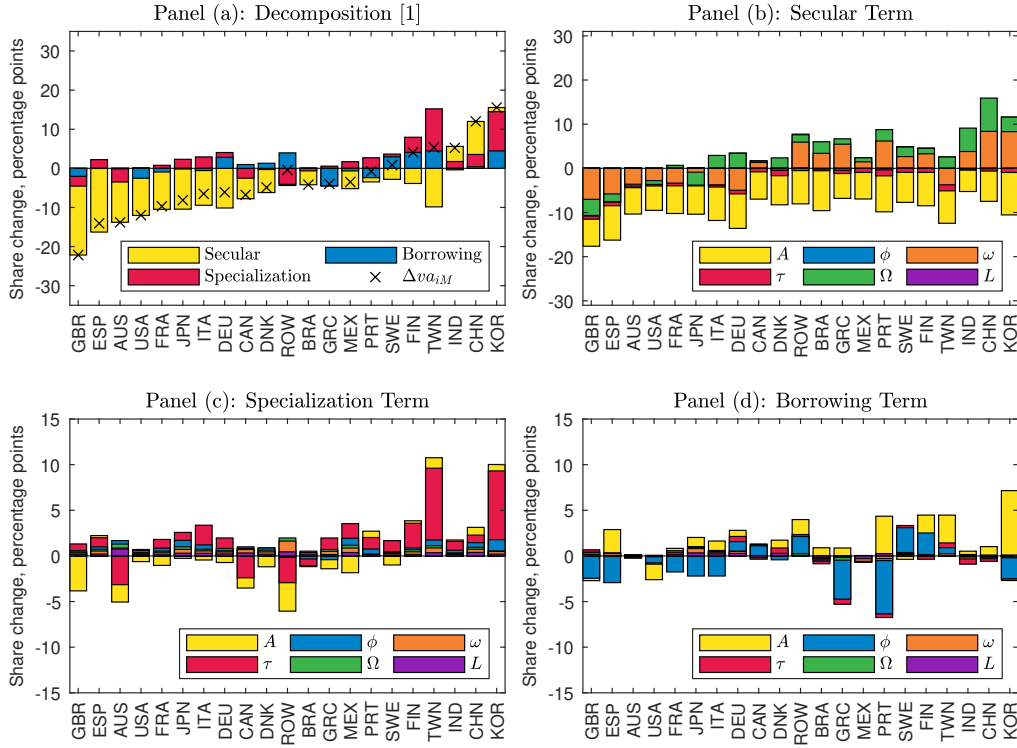 Panel (a): Decomposition [1]
Share change, percentage points
30
20
10
0
-10
-20
-30
Secular
Specialization
Borrowing
Δva_{iM}
GBR
ESP
AUS
USA
FRA
JPN
ITA
DEU
CAN
DNK
ROW
BRA
GRC
MEX
PRT
SWE
FIN
TWN
IND
CHN
KOR
Panel (b): Secular Term
Share change, percentage points
30
20
10
0
-10
-20
-30
A
τ
ϕ
Ω
ω
L
GBR
ESP
AUS
USA
FRA
JPN
ITA
DEU
CAN
DNK
ROW
BRA
GRC
MEX
PRT
SWE
FIN
TWN
IND
CHN
KOR
Panel (c): Specialization Term
Share change, percentage points
15
10
5
0
-5
-10
-15
A
τ
ϕ
Ω
ω
L
GBR
ESP
AUS
USA
FRA
JPN
ITA
DEU
CAN
DNK
ROW
BRA
GRC
MEX
PRT
SWE
FIN
TWN
IND
CHN
KOR
Panel (d): Borrowing Term
Share change, percentage points
15
10
5
0
-5
-10
-15
A
τ
ϕ
Ω
ω
L
GBR
ESP
AUS
USA
FRA
JPN
ITA
DEU
CAN
DNK
ROW
BRA
GRC
MEX
PRT
SWE
FIN
TWN
IND
CHN
KOR